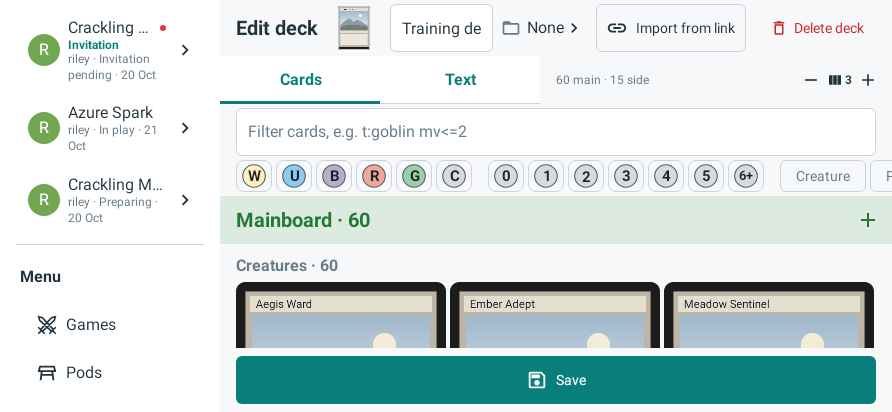 Crackling ...
Invitation
riley · Invitation
pending · 20 Oct
R
Azure Spark
riley · In play · 21
Oct
R
Crackling M...
riley · Preparing ·
20 Oct
R
Menu
Games
Pods
Edit deck
Training de
None
Import from link
Delete deck
Cards
Text
60 main · 15 side
3
Filter cards, e.g. t:goblin mv<=2
W U B R G C 0 1 2 3 4 5 6+ Creature
Mainboard · 60
Creatures · 60
Aegis Ward
Ember Adept
Meadow Sentinel
Save